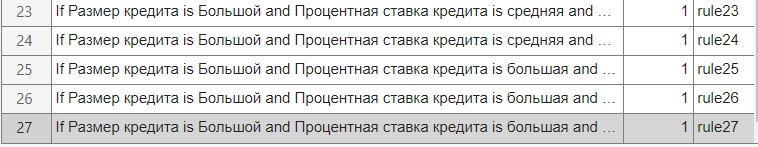 23 If Размер кредита is Большой and Процентная ставка кредита is средняя and ... 1 rule23
24 If Размер кредита is Большой and Процентная ставка кредита is средняя and ... 1 rule24
25 If Размер кредита is Большой and Процентная ставка кредита is большая and ... 1 rule25
26 If Размер кредита is Большой and Процентная ставка кредита is большая and ... 1 rule26
27 If Размер кредита is Большой and Процентная ставка кредита is большая and ... 1 rule27